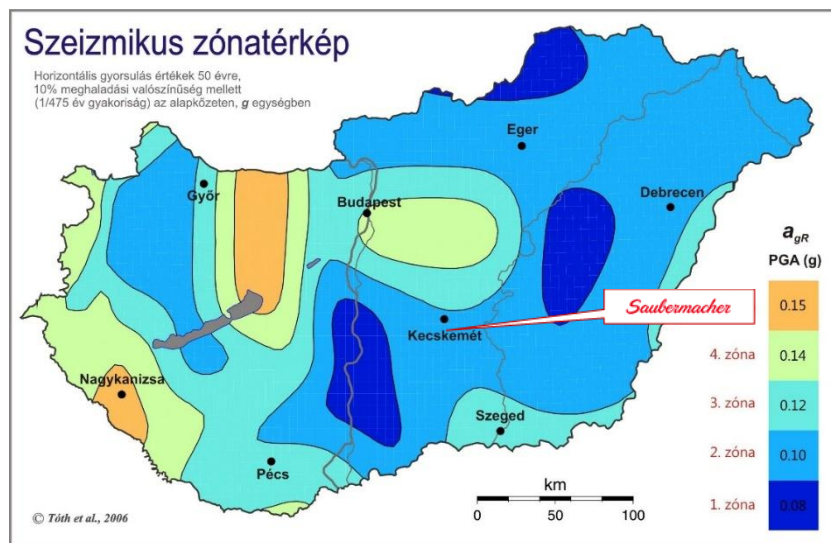 Szeizmikus zónatérkép
Horizontális gyorsulás értékek 50 évre,
10% meghaladási valószínűség mellett
(1/475 év gyakoriság) az alapkőzeten, g egységben
Eger
Győr
Budapest
Debrecen
Kecskemét
Saubermacher
Nagykanizsa
Szeged
Pécs
agR
PGA (g)
0.15
4. zóna 0.14
3. zóna 0.12
2. zóna 0.10
1. zóna 0.08
km
0 50 100
© Tóth et al., 2006